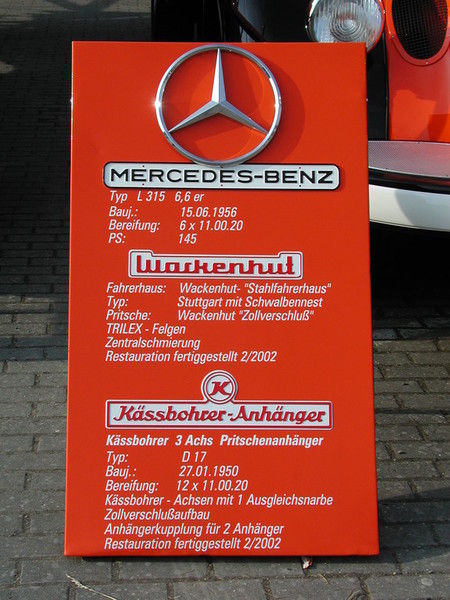 MERCEDES-BENZ
Typ L 315 6,6 er
Bauj.: 15.06.1956
Bereifung: 6 x 11.00.20
PS: 145
Wackenhut
Fahrerhaus: Wackenhut- "Stahlfahrerhaus"
Typ: Stuttgart mit Schwalbennest
Pritsche: Wackenhut "Zollverschluß"
TRILEX - Felgen
Zentralschmierung
Restauration fertiggestellt 2/2002
K
Kässbohrer-Anhänger
Kässbohrer 3 Achs Pritschenanhänger
Typ: D 17
Bauj.: 27.01.1950
Bereifung: 12 x 11.00.20
Kässbohrer - Achsen mit 1 Ausgleichsnarbe
Zollverschlußaufbau
Anhängerkupplung für 2 Anhänger
Restauration fertiggestellt 2/2002